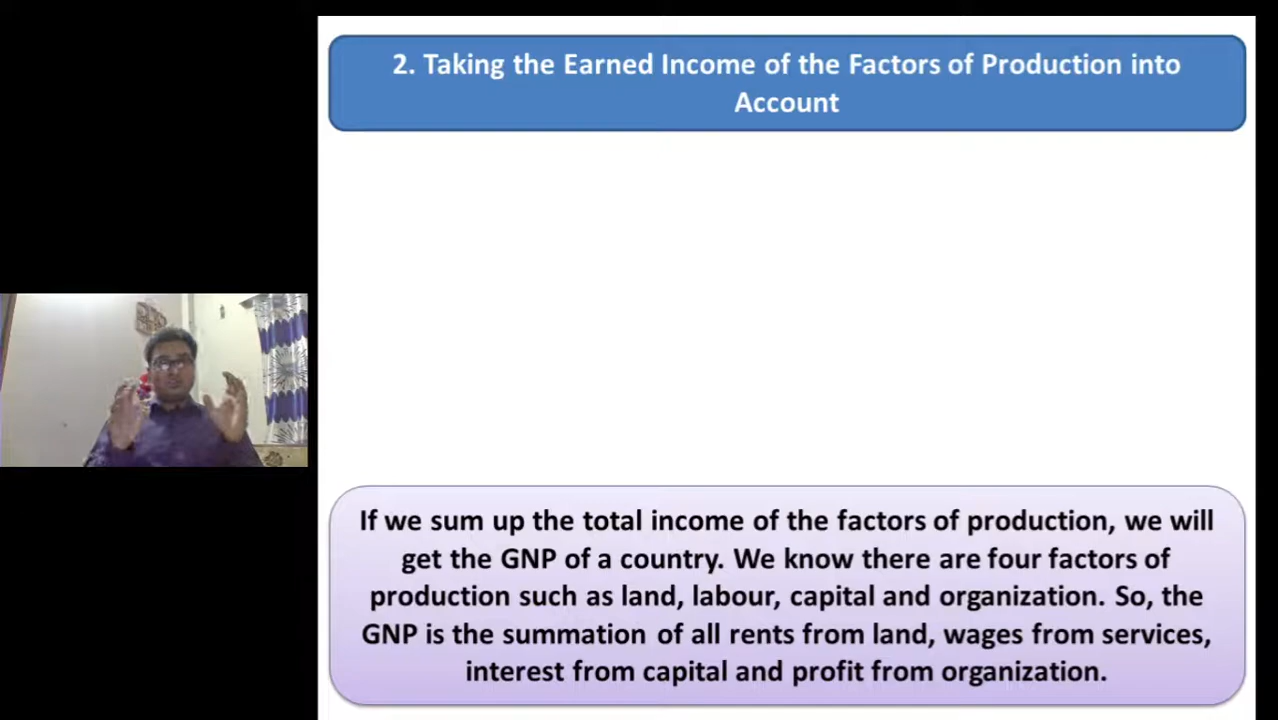 2. Taking the Earned Income of the Factors of Production into
Account
If we sum up the total income of the factors of production, we will
get the GNP of a country. We know there are four factors of
production such as land, labour, capital and organization. So, the
GNP is the summation of all rents from land, wages from services,
interest from capital and profit from organization.